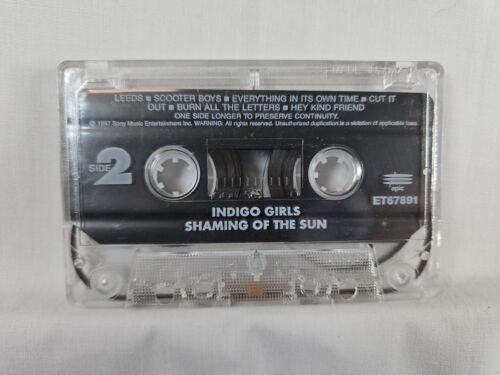 LEEDS ■ SCOOTER BOYS ■ EVERYTHING IN ITS OWN TIME ■ CUT IT
OUT ■ BURN ALL THE LETTERS ■ HEY KIND FRIEND
ONE SIDE LONGER TO PRESERVE CONTINUITY.
© 1997 Sony Music Entertainment Inc. WARNING: All rights reserved. Unauthorized duplication is a violation of applicable laws.
SIDE 2
epic
ET67891
INDIGO GIRLS
SHAMING OF THE SUN